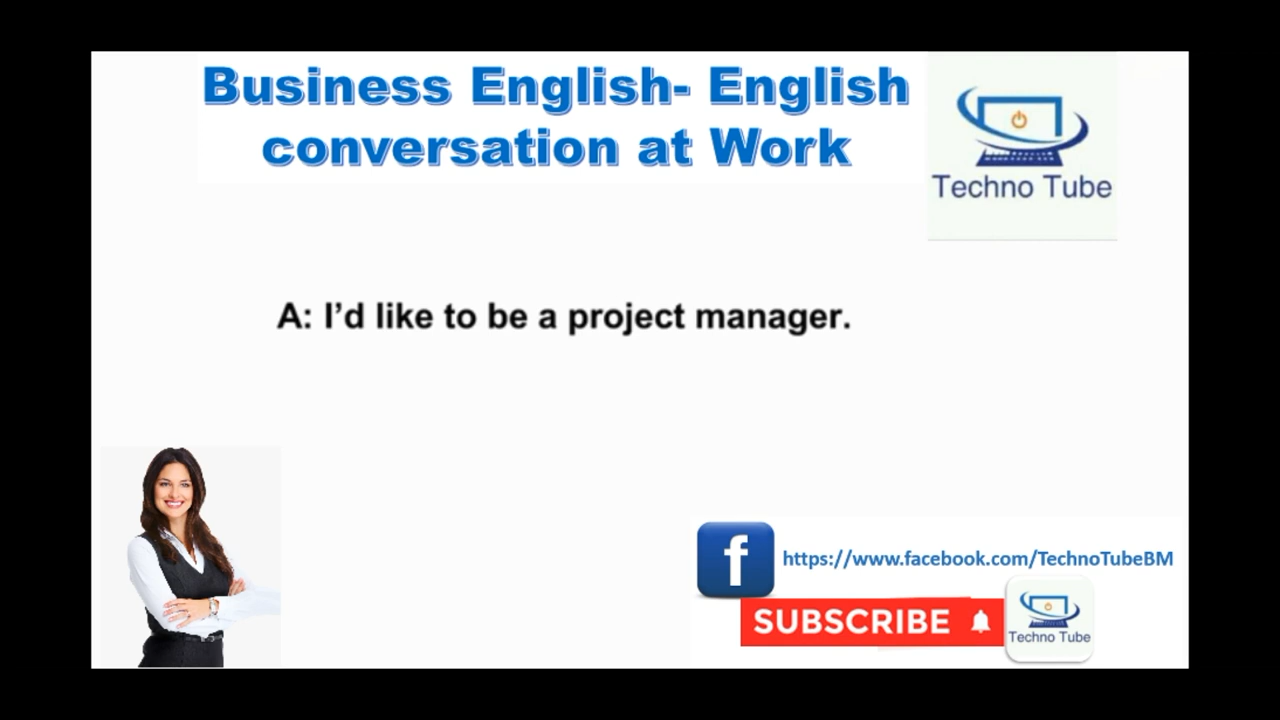 Business English- English
conversation at Work
Techno Tube
A: I’d like to be a project manager.
f
https://www.facebook.com/TechnoTubeBM
SUBSCRIBE
Techno Tube